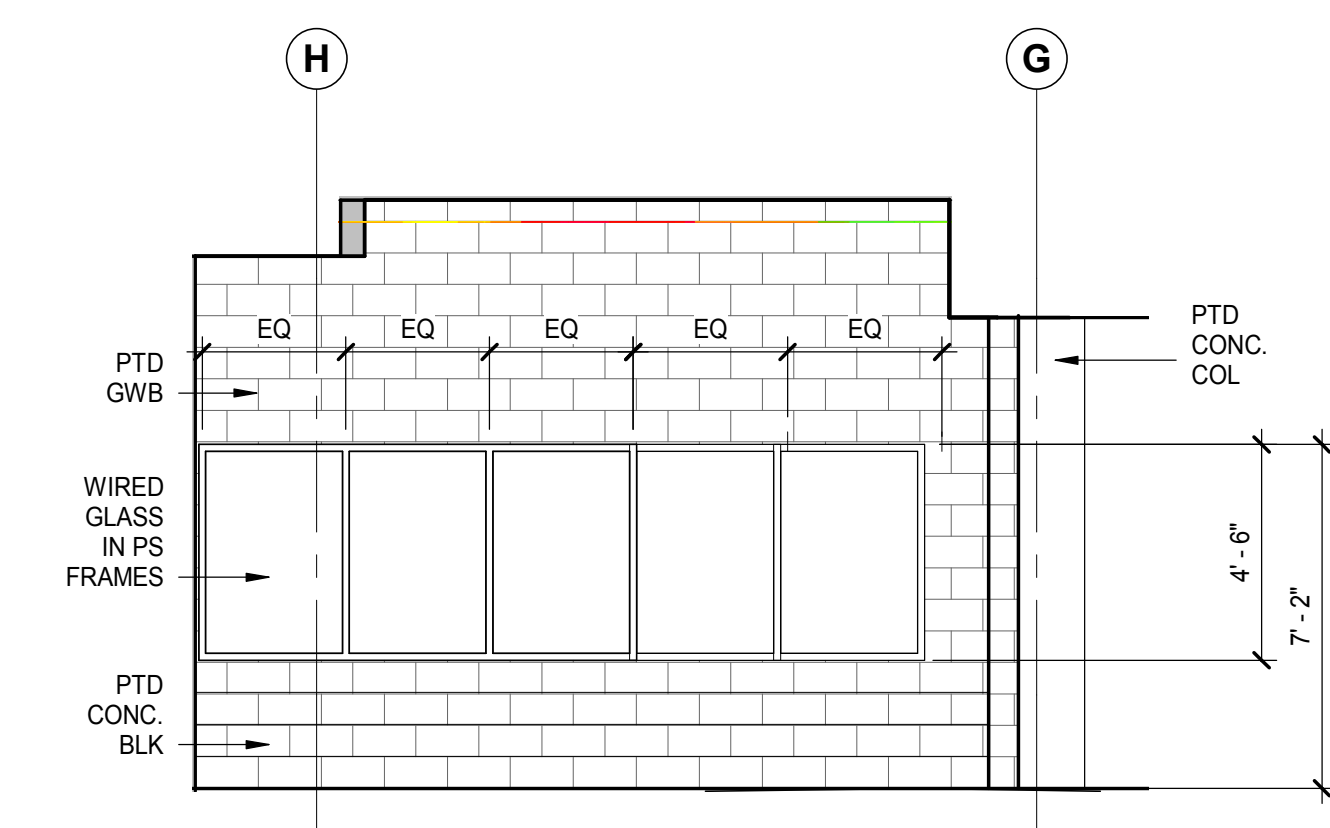 H
G
EQ
EQ
EQ
EQ
EQ
PTD
GWB
PTD
CONC.
COL
WIRED
GLASS
IN PS
FRAMES
4' - 6"
7' - 2"
PTD
CONC.
BLK